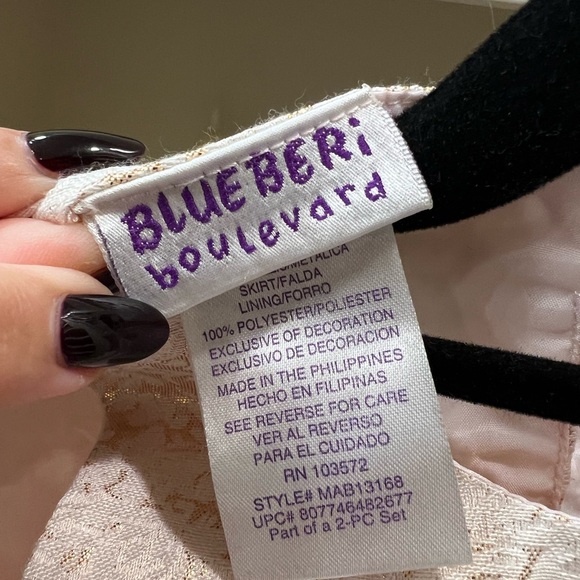 BLUEBERi
boulevard
METALICA
SKIRT/FALDA
LINING/FORRO
100% POLYESTER/POLIESTER
EXCLUSIVE OF DECORATION
EXCLUSIVO DE DECORACION
MADE IN THE PHILIPPINES
HECHO EN FILIPINAS
SEE REVERSE FOR CARE
VER AL REVERSO
PARA EL CUIDADO
RN 103572
STYLE# MAB13168
UPC# 807746482677
Part of a 2-PC Set